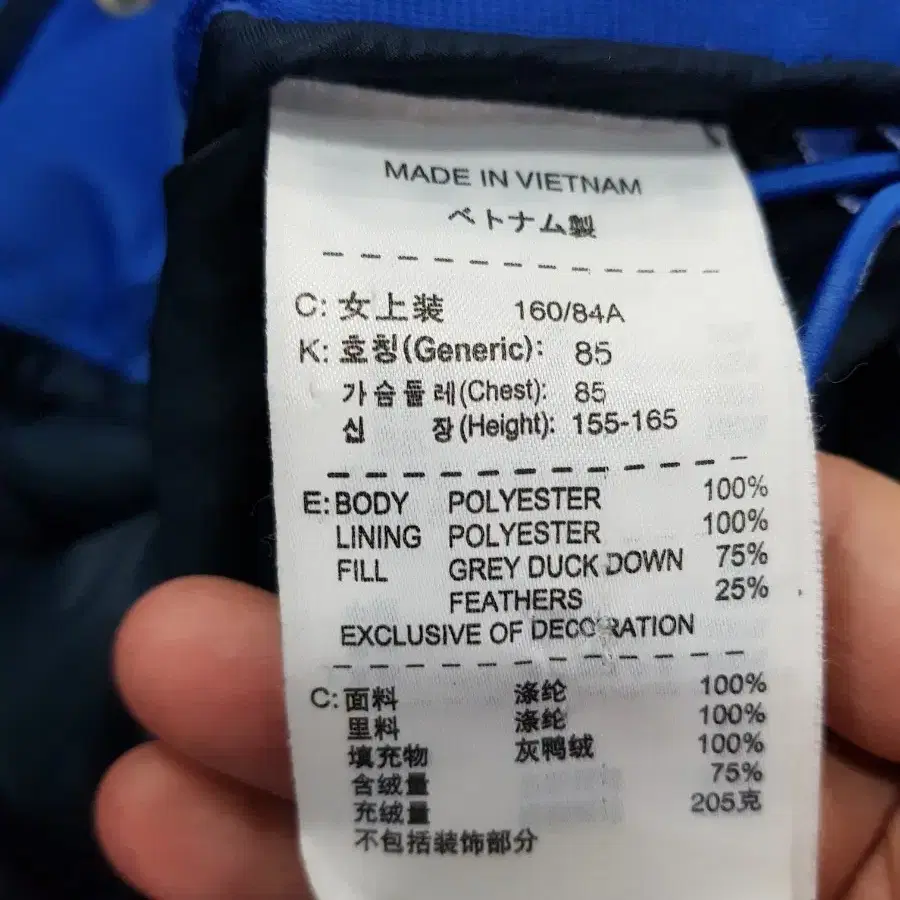 MADE IN VIETNAM
ベトナム製
C: 女上装 160/84A
K: 호칭(Generic): 85
가슴둘레(Chest): 85
신 장(Height): 155-165
E: BODY POLYESTER 100%
LINING POLYESTER 100%
FILL GREY DUCK DOWN 75%
FEATHERS 25%
EXCLUSIVE OF DECORATION
C: 面料 涤纶 100%
里料 涤纶 100%
填充物 灰鸭绒 100%
含绒量 75%
充绒量 205克
不包括装饰部分